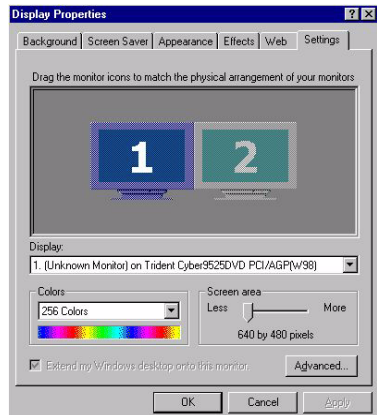 Display Properties
Background Screen Saver Appearance Effects Web Settings
Drag the monitor icons to match the physical arrangement of your monitors
1 2
Display:
1. (Unknown Monitor) on Trident Cyber9525DVD PCI/AGP(W98)
Colors Screen area
256 Colors Less More
640 by 480 pixels
Extend my Windows desktop onto this monitor.
Advanced...
OK Cancel Apply